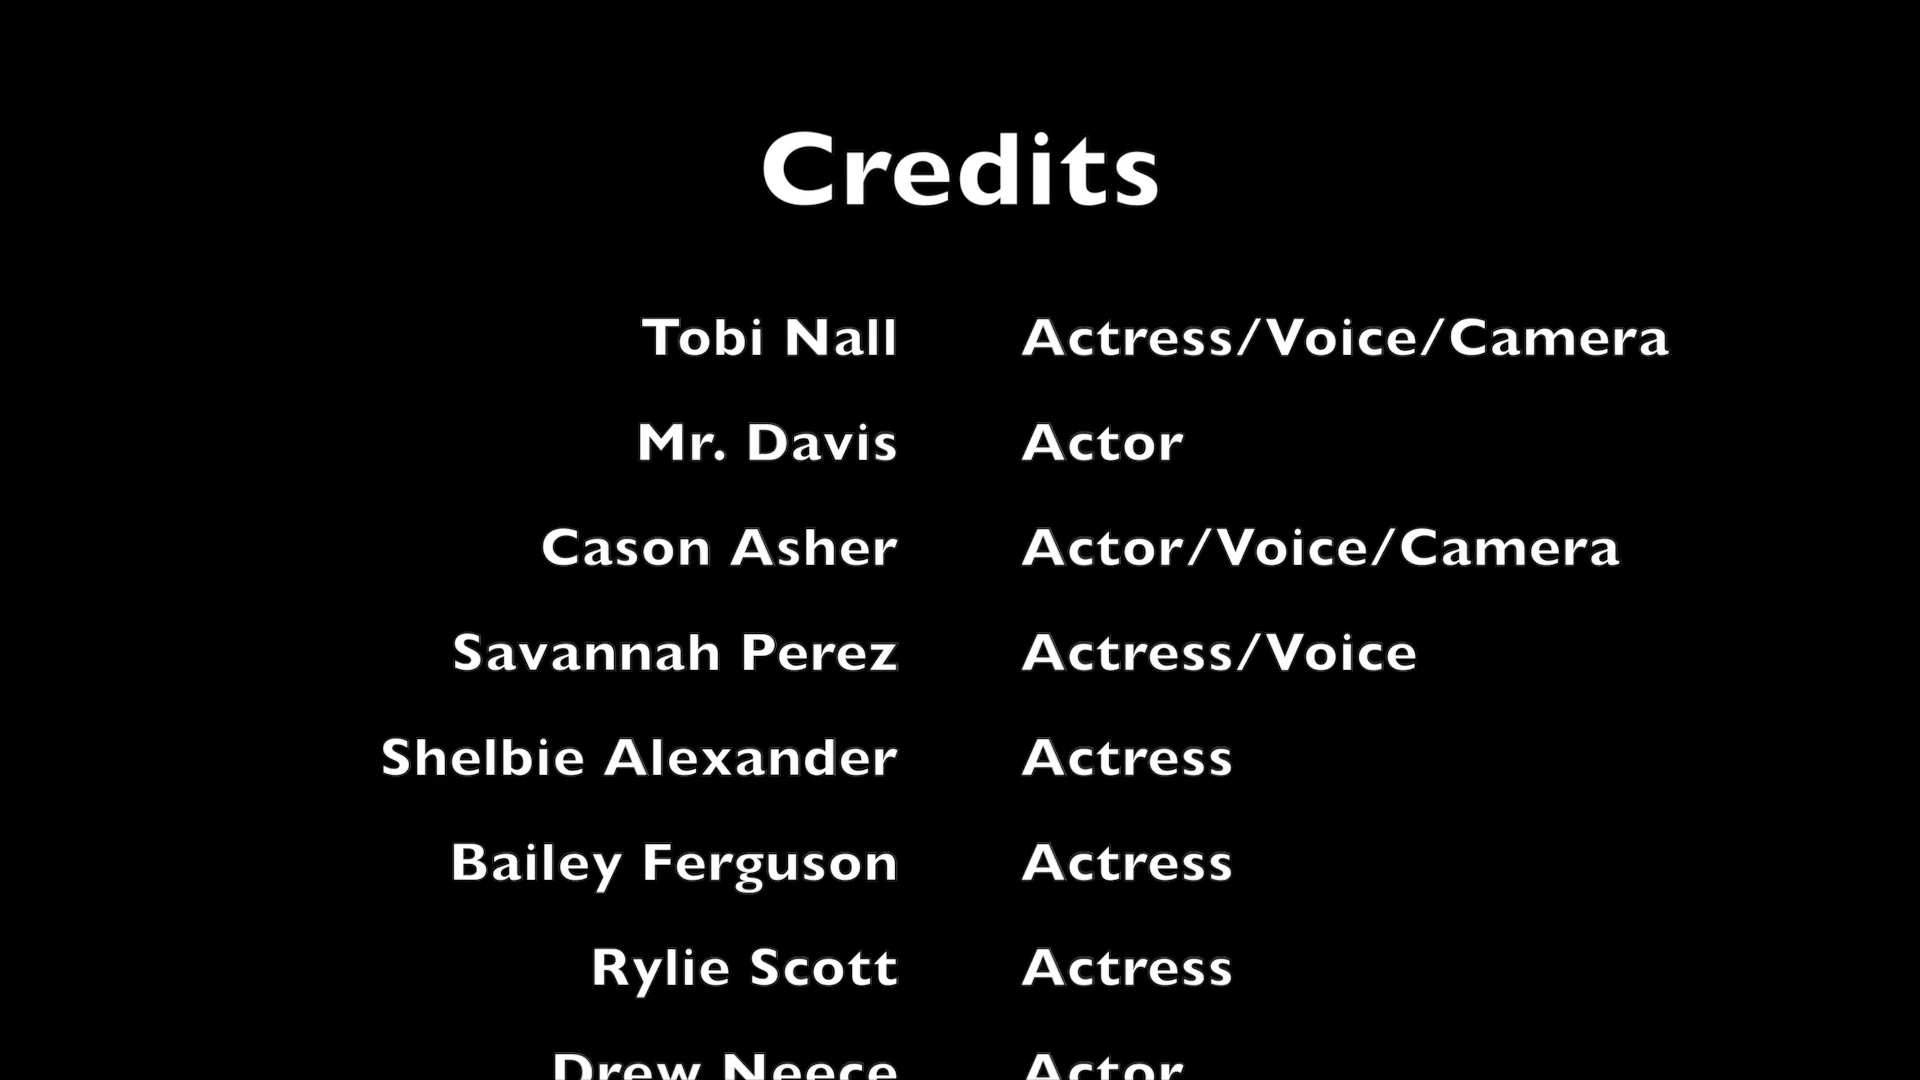 Credits
Tobi Nall Actress/Voice/Camera
Mr. Davis Actor
Cason Asher Actor/Voice/Camera
Savannah Perez Actress/Voice
Shelbie Alexander Actress
Bailey Ferguson Actress
Rylie Scott Actress
Drew Neece Actor